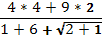 4 * 4 + 9 * 2
1 + 6 + √2 + 1